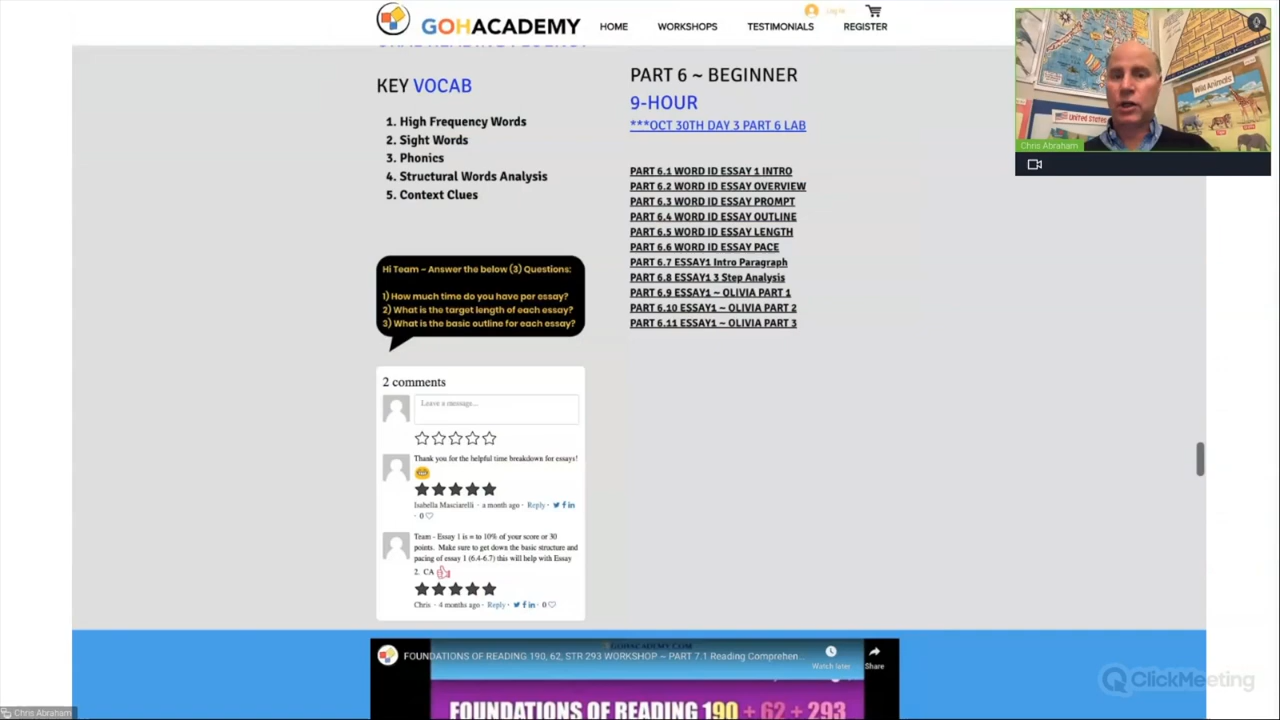 GOHACADEMY
HOME
WORKSHOPS
TESTIMONIALS
Log In
REGISTER
KEY VOCAB
1. High Frequency Words
2. Sight Words
3. Phonics
4. Structural Words Analysis
5. Context Clues
Hi Team ~ Answer the below (3) Questions:
1) How much time do you have per essay?
2) What is the target length of each essay?
3) What is the basic outline for each essay?
2 comments
Leave a message...
Thank you for the helpful time breakdown for essays!
Isabella Masciarelli · a month ago · Reply ·
· 0
Team - Essay 1 is = to 10% of your score or 30
points. Make sure to get down the basic structure and
pacing of essay 1 (6.4-6.7) this will help with Essay
2. CA
Chris · 4 months ago · Reply · 0
PART 6 ~ BEGINNER
9-HOUR
***OCT 30TH DAY 3 PART 6 LAB
PART 6.1 WORD ID ESSAY 1 INTRO
PART 6.2 WORD ID ESSAY OVERVIEW
PART 6.3 WORD ID ESSAY PROMPT
PART 6.4 WORD ID ESSAY OUTLINE
PART 6.5 WORD ID ESSAY LENGTH
PART 6.6 WORD ID ESSAY PACE
PART 6.7 ESSAY1 Intro Paragraph
PART 6.8 ESSAY1 3 Step Analysis
PART 6.9 ESSAY1 ~ OLIVIA PART 1
PART 6.10 ESSAY1 ~ OLIVIA PART 2
PART 6.11 ESSAY1 ~ OLIVIA PART 3
Wild Animals
United States
Chris Abraham
FOUNDATIONS OF READING 190, 62, STR 293 WORKSHOP ~ PART 7.1 Reading Comprehen...
Watch later
Share
FOUNDATIONS OF READING 190 + 62 + 293
ClickMeeting
Chris Abraham